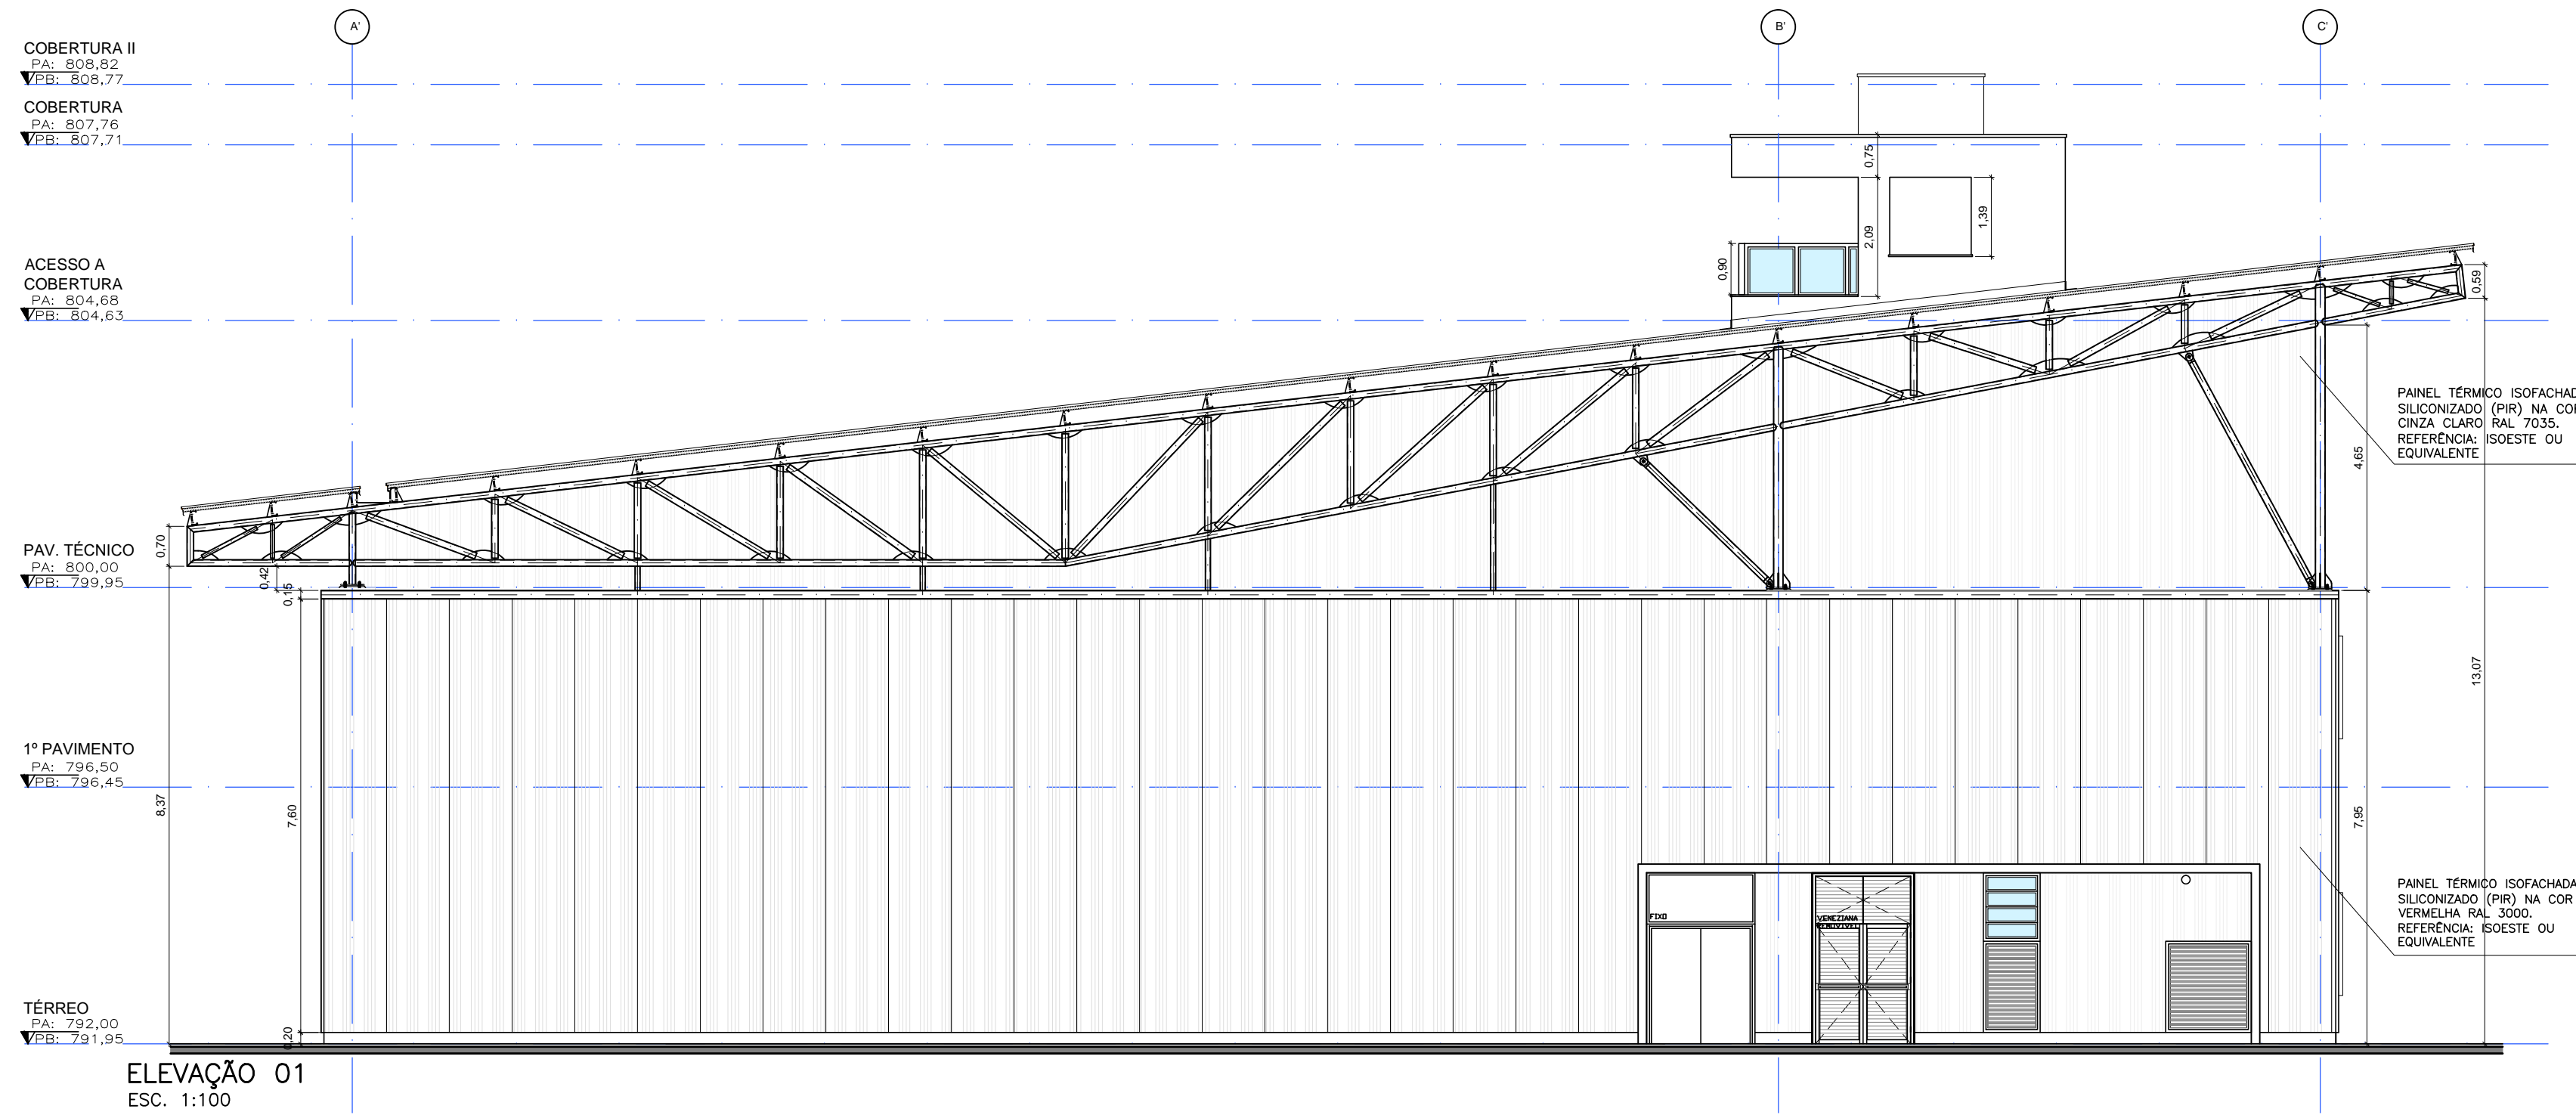 A'
B'
C'
COBERTURA II
PA: 808,82
PB: 808,77
COBERTURA
PA: 807,76
PB: 807,71
ACESSO A
COBERTURA
PA: 804,68
PB: 804,63
PAV. TÉCNICO
PA: 800,00
PB: 799,95
1º PAVIMENTO
PA: 796,50
PB: 796,45
TÉRREO
PA: 792,00
PB: 791,95
0,70
8,37
0,42
0,15
7,60
0,20
0,75
2,09
1,39
0,90
0,59
4,65
13,07
7,95
PAINEL TÉRMICO ISOFACHAD
SILICONIZADO (PIR) NA CO
CINZA CLARO RAL 7035.
REFERÊNCIA: ISOESTE OU
EQUIVALENTE
PAINEL TÉRMICO ISOFACHADA
SILICONIZADO (PIR) NA COR
VERMELHA RAL 3000.
REFERÊNCIA: ISOESTE OU
EQUIVALENTE
FIXO
VENEZIANA
REMOVÍVEL
ELEVAÇÃO 01
ESC. 1:100